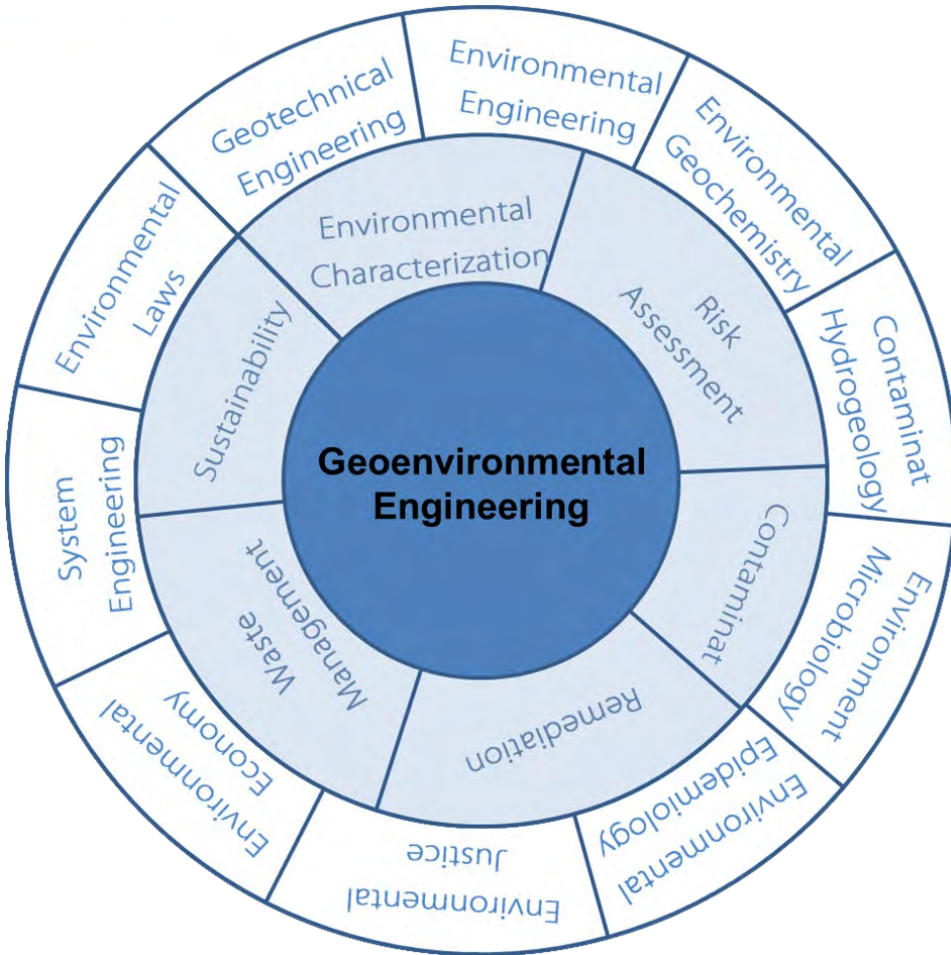 Geoenvironmental
Engineering
Environmental
Characterization
Risk
Assessment
Contaminat
Remediation
Waste
Management
Sustainability
Geotechnical
Engineering
Environmental
Engineering
Environmental
Geochemistry
Contaminat
Hydrogeology
Environment
Microbiology
Environmental
Epidemiology
Environmental
Justice
Environmental
Economy
System
Engineering
Environmental
Laws